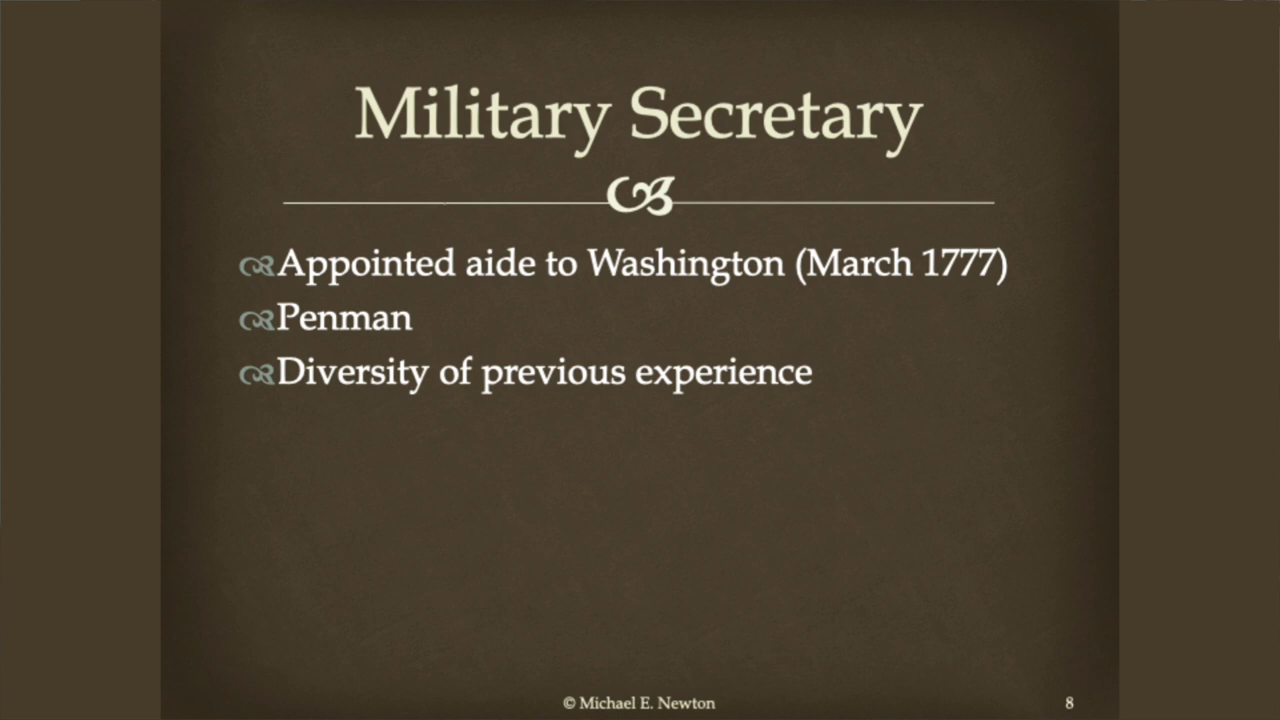 Military Secretary
Appointed aide to Washington (March 1777)
Penman
Diversity of previous experience
© Michael E. Newton
8